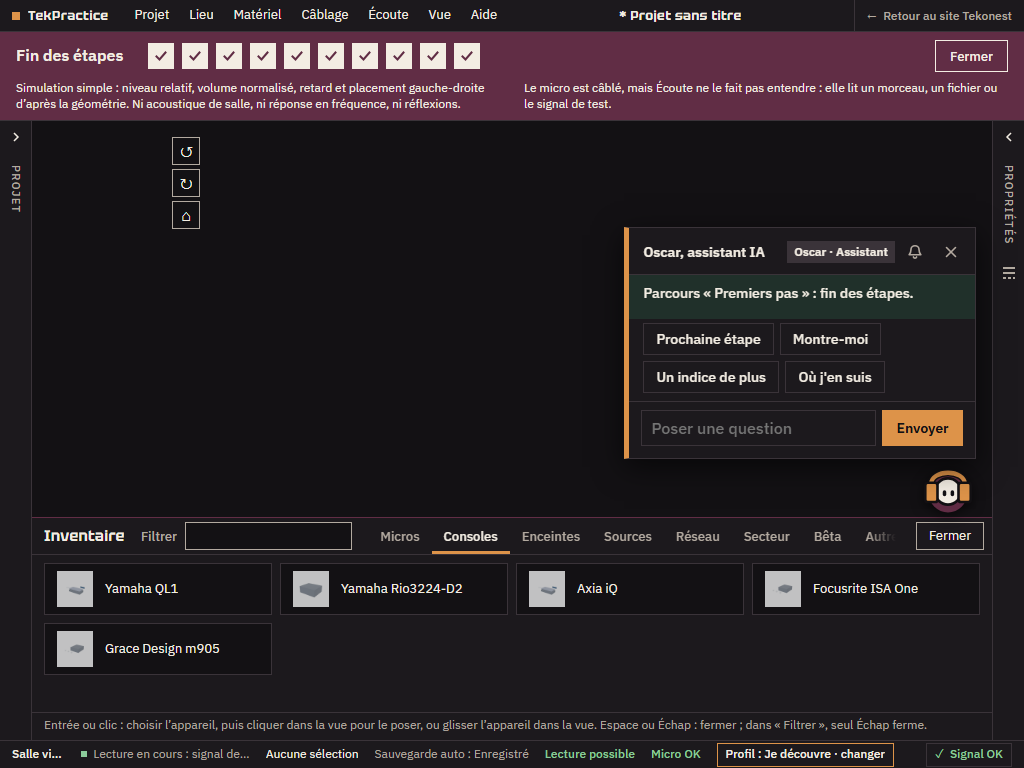 TekPractice Projet Lieu Matériel Câblage Écoute Vue Aide * Projet sans titre ← Retour au site Tekonest
Fin des étapes Fermer
Simulation simple : niveau relatif, volume normalisé, retard et placement gauche-droite
d'après la géométrie. Ni acoustique de salle, ni réponse en fréquence, ni réflexions.
Le micro est câblé, mais Écoute ne le fait pas entendre : elle lit un morceau, un fichier ou
le signal de test.
PROJET
PROPRIÉTÉS
Oscar, assistant IA Oscar · Assistant
Parcours « Premiers pas » : fin des étapes.
Prochaine étape Montre-moi
Un indice de plus Où j'en suis
Poser une question Envoyer
Inventaire Filtrer Micros Consoles Enceintes Sources Réseau Secteur Bêta Autr Fermer
Yamaha QL1 Yamaha Rio3224-D2 Axia iQ Focusrite ISA One
Grace Design m905
Entrée ou clic : choisir l'appareil, puis cliquer dans la vue pour le poser, ou glisser l'appareil dans la vue. Espace ou Échap : fermer ; dans « Filtrer », seul Échap ferme.
Salle vi... Lecture en cours : signal de... Aucune sélection Sauvegarde auto : Enregistré Lecture possible Micro OK Profil : Je découvre · changer ✓ Signal OK